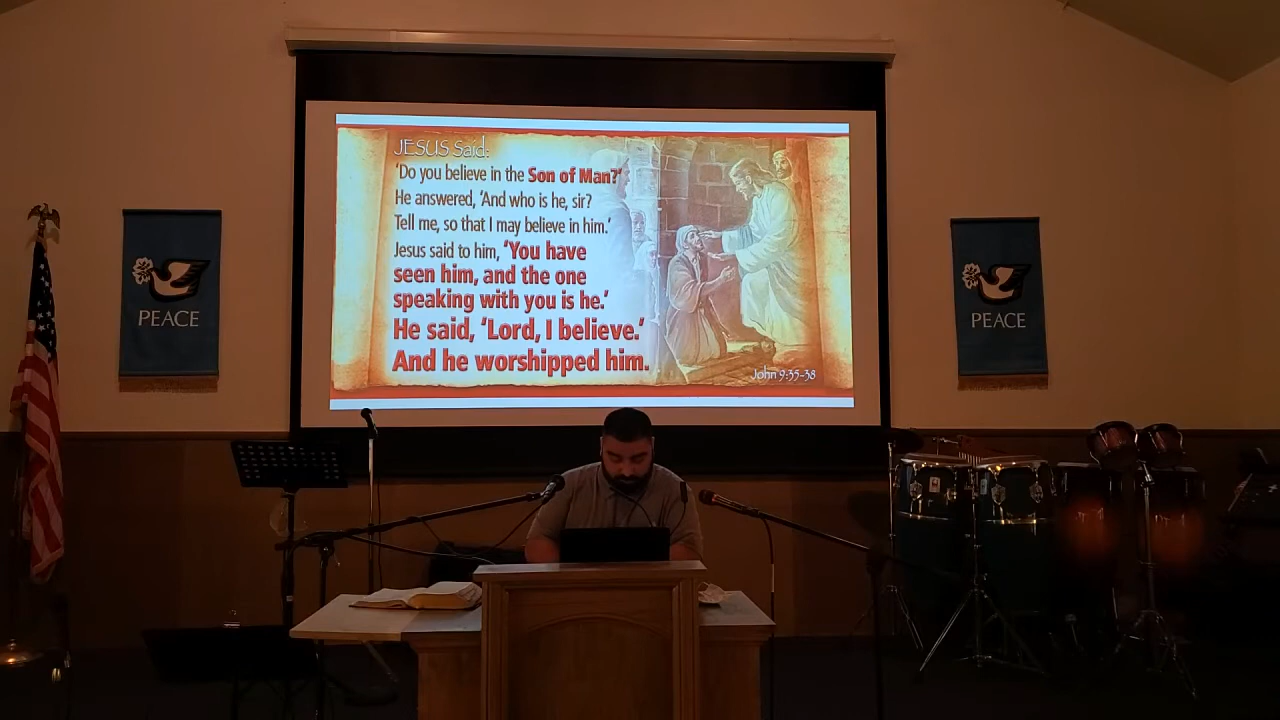 JESUS Said:
'Do you believe in the Son of Man?'
He answered, 'And who is he, sir?
Tell me, so that I may believe in him.'
Jesus said to him, 'You have
seen him, and the one
speaking with you is he.'
He said, 'Lord, I believe.'
And he worshipped him.
John 9:35-38
PEACE
PEACE